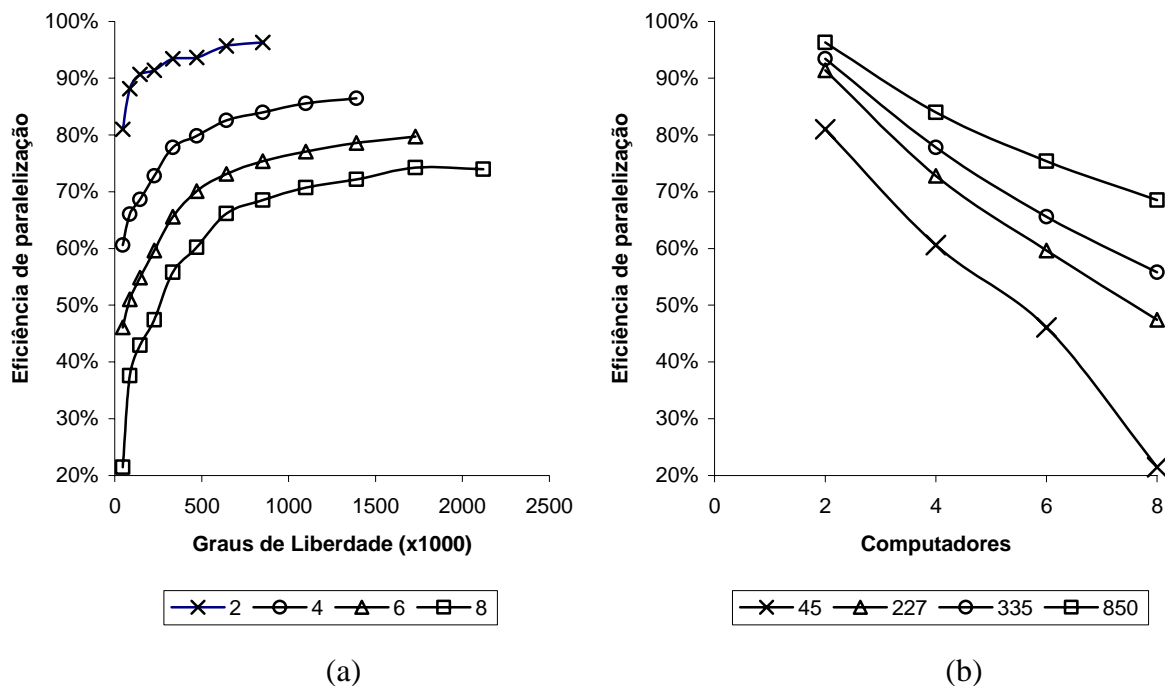 Eficiência de paralelização
100%
90%
80%
70%
60%
50%
40%
30%
20%
0 500 1000 1500 2000 2500
Graus de Liberdade (x1000)
2 4 6 8
(a)
Eficiência de paralelização
100%
90%
80%
70%
60%
50%
40%
30%
20%
0 2 4 6 8
Computadores
45 227 335 850
(b)